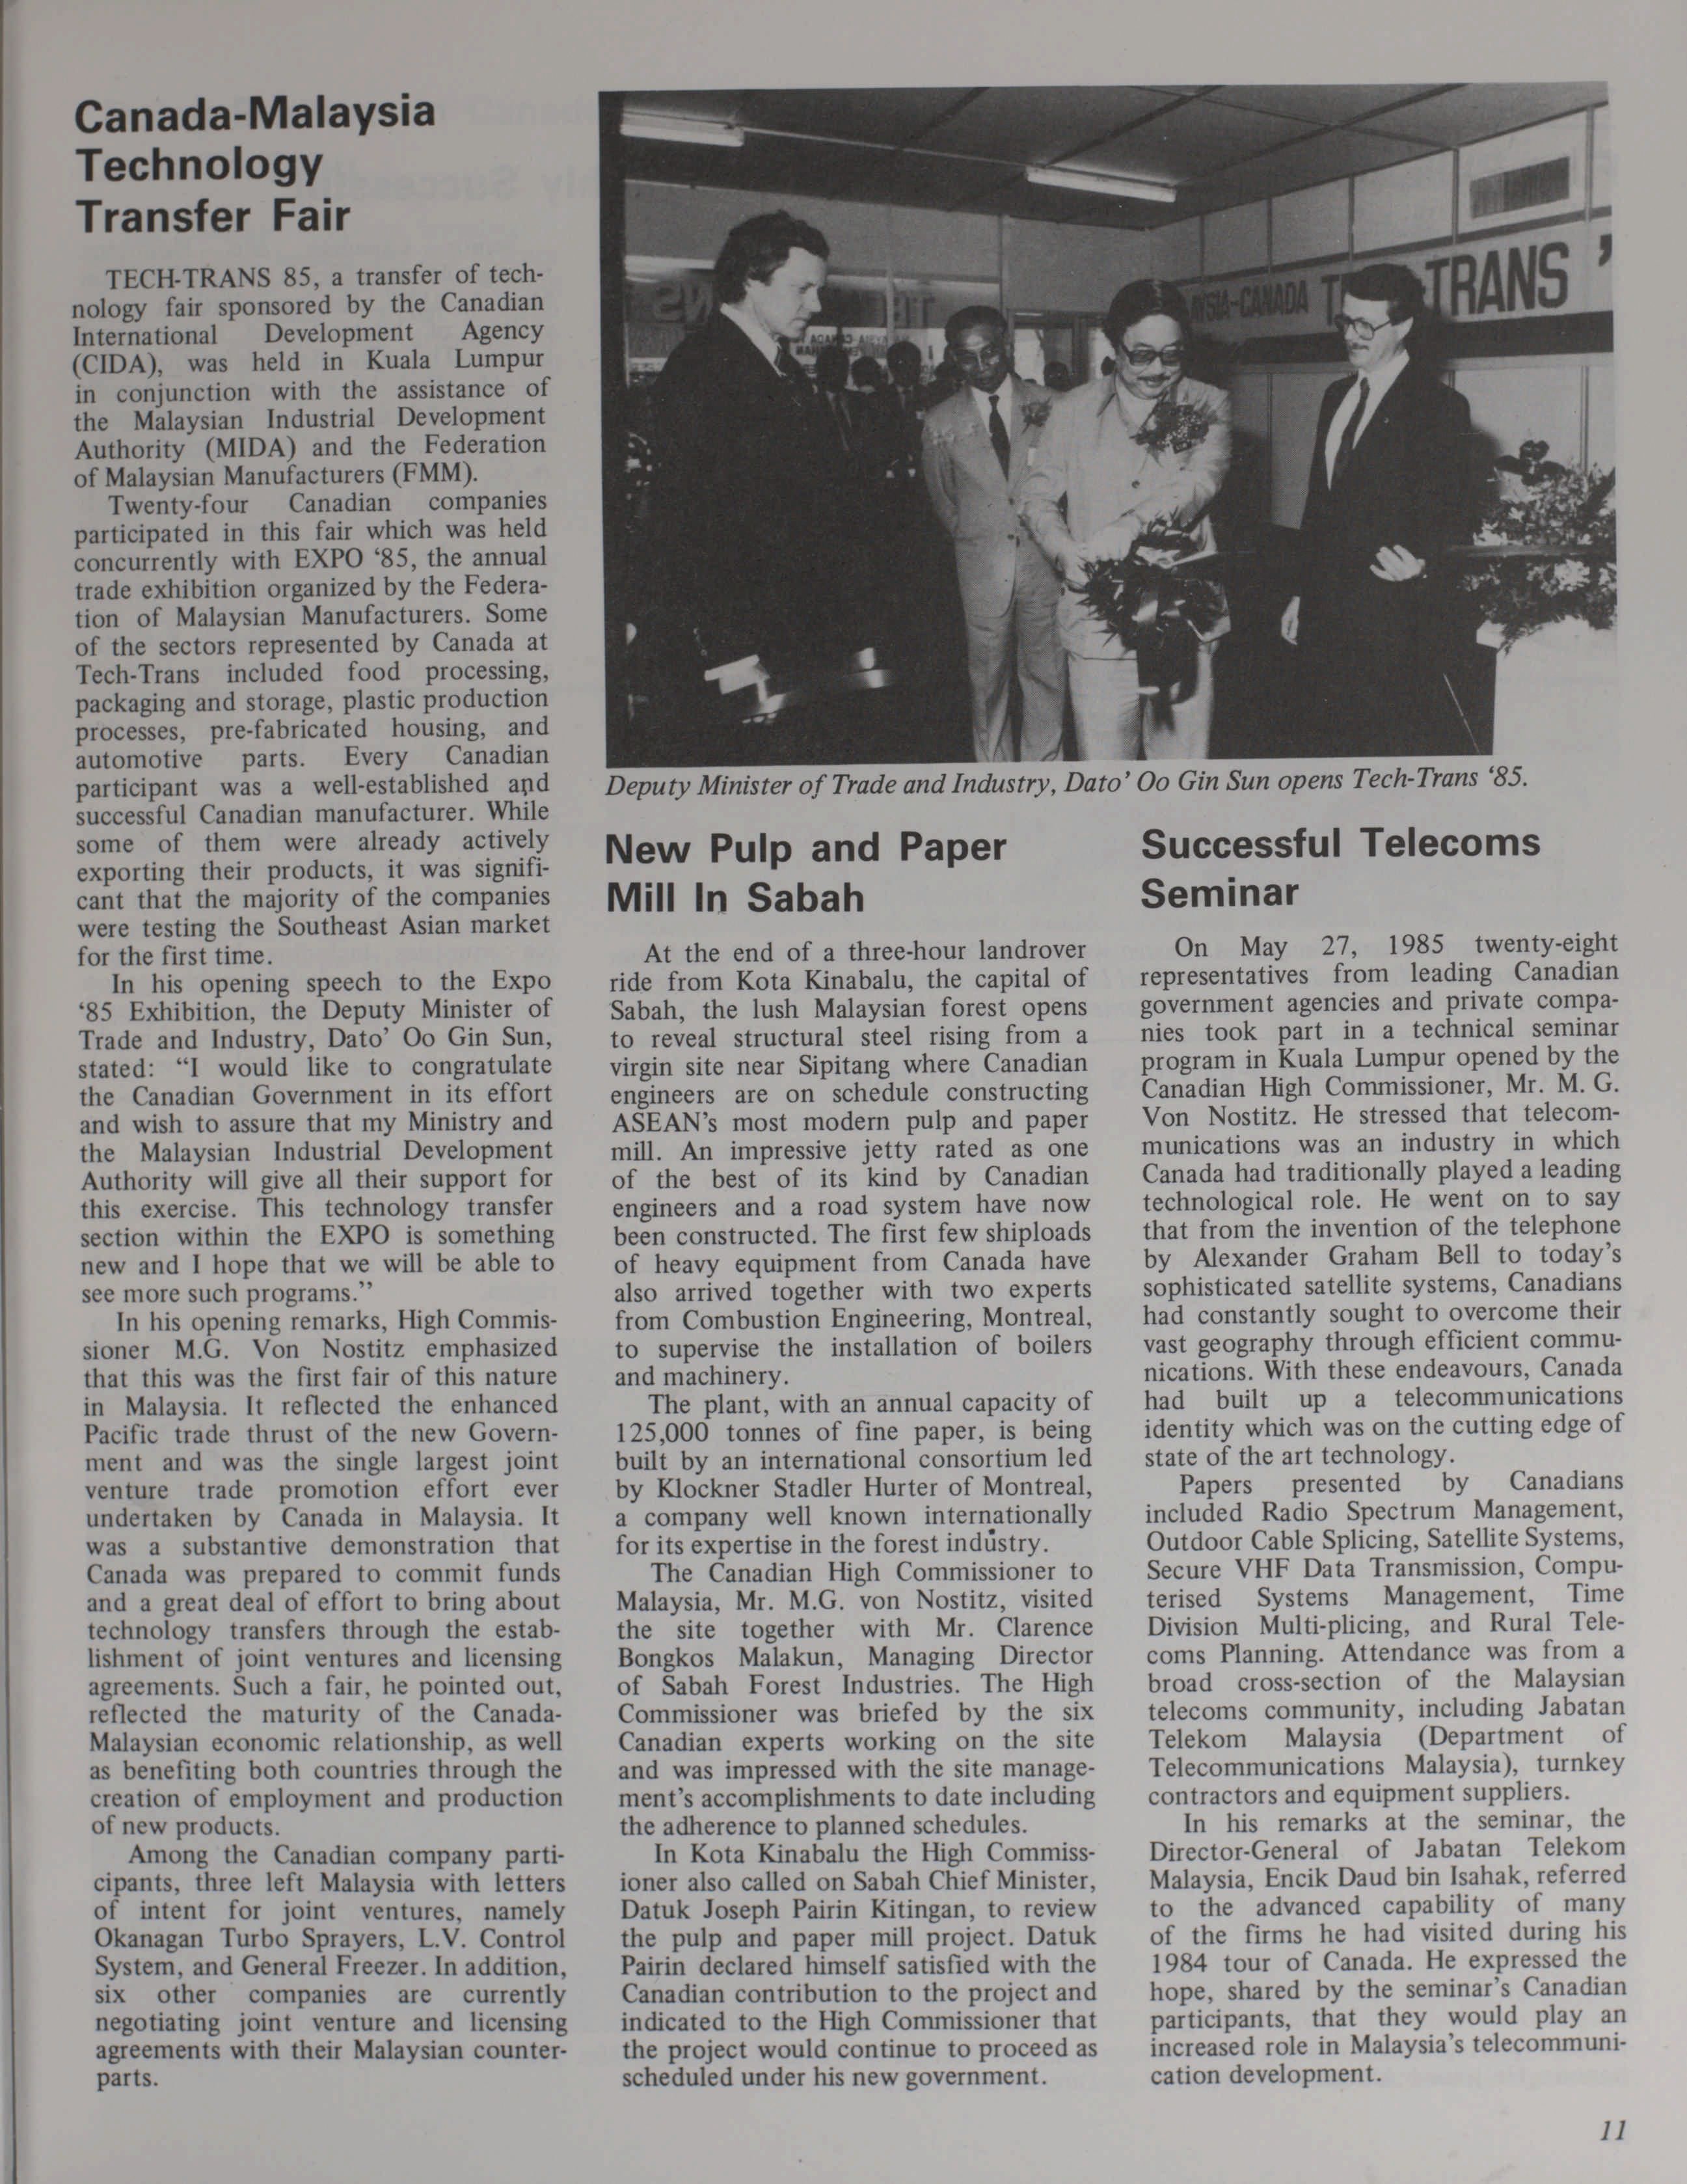 Canada-Malaysia
Technology
Transfer Fair
TECH-TRANS 85, a transfer of tech-
nology fair sponsored by the Canadian
International Development Agency
(CIDA), was held in Kuala Lumpur
in conjunction with the assistance of
the Malaysian Industrial Development
Authority (MIDA) and the Federation
of Malaysian Manufacturers (FMM).
Twenty-four Canadian companies
participated in this fair which was held
concurrently with EXPO ‘85, the annual
trade exhibition organized by the Federa-
tion of Malaysian Manufacturers. Some
of the sectors represented by Canada at
Tech-Trans included food processing,
packaging and storage, plastic production
processes, pre-fabricated housing, and
automotive parts. Every Canadian
participant was a well-established and
successful Canadian manufacturer. While
some of them were already actively
exporting their products, it was signifi-
cant that the majority of the companies
were testing the Southeast Asian market
for the first time.
In his opening speech to the Expo
‘85 Exhibition, the Deputy Minister of
Trade and Industry, Dato’ Oo Gin Sun,
stated: “I would like to congratulate
the Canadian Government in its effort
and wish to assure that my Ministry and
the Malaysian Industrial Development
Authority will give all their support for
this exercise. This technology transfer
section within the EXPO is something
new and I hope that we will be able to
see more such programs.”
In his opening remarks, High Commis-
sioner M.G. Von Nostitz emphasized
that this was the first fair of this nature
in Malaysia. It reflected the enhanced
Pacific trade thrust of the new Govern-
ment and was the single largest joint
venture trade promotion effort ever
undertaken by Canada in Malaysia. It
was a substantive demonstration that
Canada was prepared to commit funds
and a great deal of effort to bring about
technology transfers through the estab-
lishment of joint ventures and licensing
agreements. Such a fair, he pointed out,
reflected the maturity of the Canada-
Malaysian economic relationship, as well
as benefiting both countries through the
creation of employment and production
of new products.
Among the Canadian company parti-
cipants, three left Malaysia with letters
of intent for joint ventures, namely
Okanagan Turbo Sprayers, L.V. Control
System, and General Freezer. In addition,
six other companies are currently
negotiating joint venture and licensing
agreements with their Malaysian counter-
parts.
YSIA-CANADA T TRANS ’
Deputy Minister of Trade and Industry, Dato’ Oo Gin Sun opens Tech-Trans ‘85.
New Pulp and Paper
Mill In Sabah
At the end of a three-hour landrover
ride from Kota Kinabalu, the capital of
Sabah, the lush Malaysian forest opens
to reveal structural steel rising from a
virgin site near Sipitang where Canadian
engineers are on schedule constructing
ASEAN’s most modern pulp and paper
mill. An impressive jetty rated as one
of the best of its kind by Canadian
engineers and a road system have now
been constructed. The first few shiploads
of heavy equipment from Canada have
also arrived together with two experts
from Combustion Engineering, Montreal,
to supervise the installation of boilers
and machinery.
The plant, with an annual capacity of
125,000 tonnes of fine paper, is being
built by an international consortium led
by Klockner Stadler Hurter of Montreal,
a company well known internationally
for its expertise in the forest industry.
The Canadian High Commissioner to
Malaysia, Mr. M.G. von Nostitz, visited
the site together with Mr. Clarence
Bongkos Malakun, Managing Director
of Sabah Forest Industries. The High
Commissioner was briefed by the six
Canadian experts working on the site
and was impressed with the site manage-
ment’s accomplishments to date including
the adherence to planned schedules.
In Kota Kinabalu the High Commiss-
ioner also called on Sabah Chief Minister,
Datuk Joseph Pairin Kitingan, to review
the pulp and paper mill project. Datuk
Pairin declared himself satisfied with the
Canadian contribution to the project and
indicated to the High Commissioner that
the project would continue to proceed as
scheduled under his new government.
Successful Telecoms
Seminar
On May 27, 1985 twenty-eight
representatives from leading Canadian
government agencies and private compa-
nies took part in a technical seminar
program in Kuala Lumpur opened by the
Canadian High Commissioner, Mr. M. G.
Von Nostitz. He stressed that telecom-
munications was an industry in which
Canada had traditionally played a leading
technological role. He went on to say
that from the invention of the telephone
by Alexander Graham Bell to today’s
sophisticated satellite systems, Canadians
had constantly sought to overcome their
vast geography through efficient commu-
nications. With these endeavours, Canada
had built up a telecommunications
identity which was on the cutting edge of
state of the art technology.
Papers presented by Canadians
included Radio Spectrum Management,
Outdoor Cable Splicing, Satellite Systems,
Secure VHF Data Transmission, Compu-
terised Systems Management, Time
Division Multi-plicing, and Rural Tele-
coms Planning. Attendance was from a
broad cross-section of the Malaysian
telecoms community, including Jabatan
Telekom Malaysia (Department of
Telecommunications Malaysia), turnkey
contractors and equipment suppliers.
In his remarks at the seminar, the
Director-General of Jabatan Telekom
Malaysia, Encik Daud bin Isahak, referred
to the advanced capability of many
of the firms he had visited during his
1984 tour of Canada. He expressed the
hope, shared by the seminar’s Canadian
participants, that they would play an
increased role in Malaysia’s telecommuni-
cation development.
11